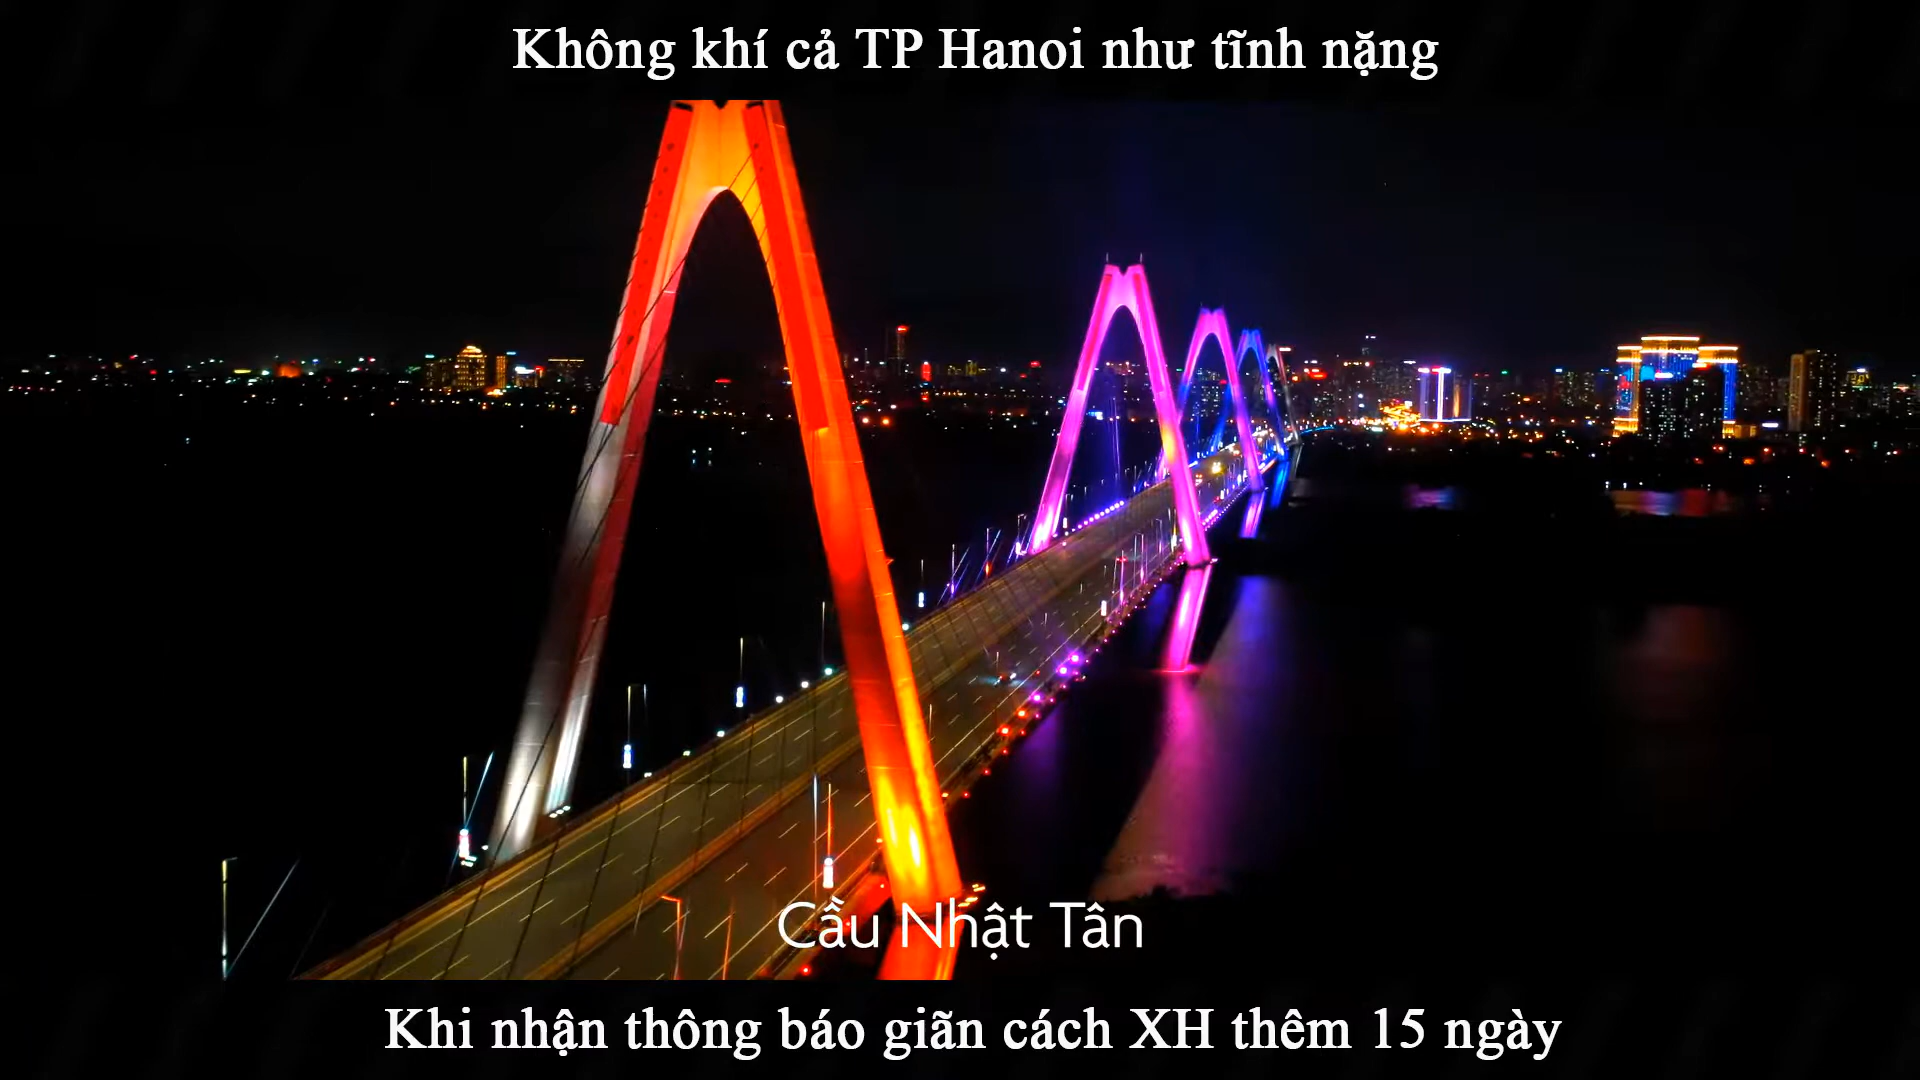 Không khí cả TP Hanoi như tĩnh nặng
Cầu Nhật Tân
Khi nhận thông báo giãn cách XH thêm 15 ngày